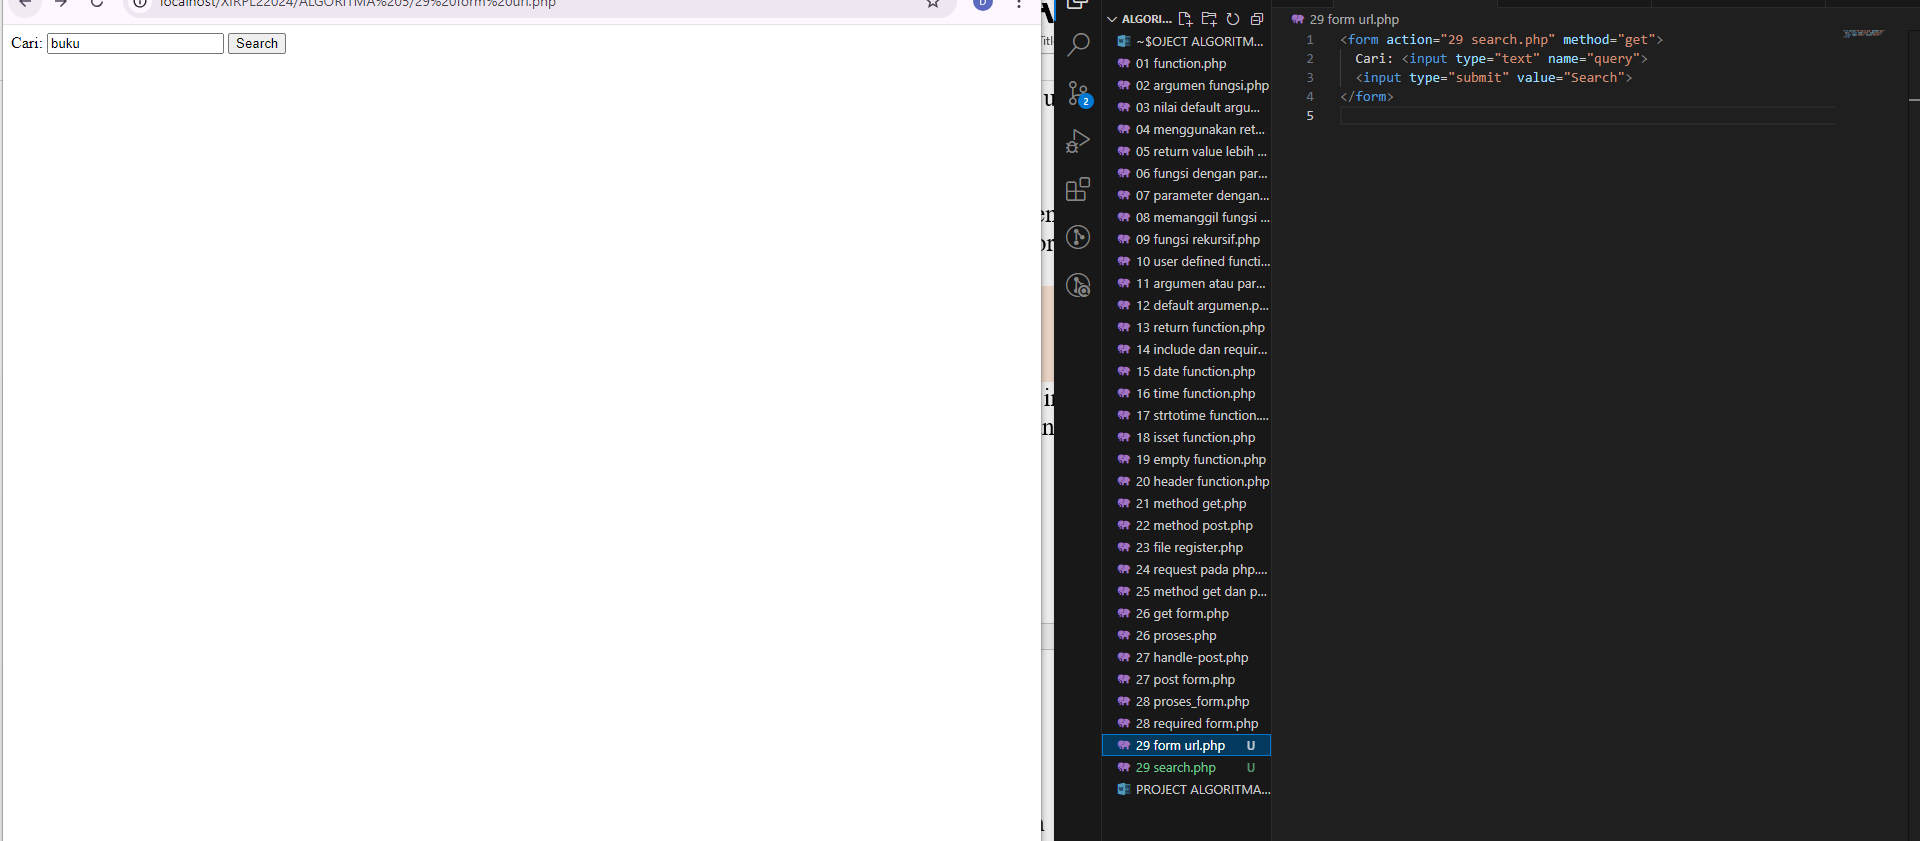 localhost/XIRPL22024/ALGORITMA%205/29%20form%20url.php
D
Cari: buku Search
ALGORI...
~$OJECT ALGORITM...
01 function.php
02 argumen fungsi.php
03 nilai default argu...
04 menggunakan ret...
05 return value lebih ...
06 fungsi dengan par...
07 parameter dengan...
08 memanggil fungsi ...
09 fungsi rekursif.php
10 user defined functi...
11 argumen atau par...
12 default argumen.p...
13 return function.php
14 include dan requir...
15 date function.php
16 time function.php
17 strtotime function....
18 isset function.php
19 empty function.php
20 header function.php
21 method get.php
22 method post.php
23 file register.php
24 request pada php....
25 method get dan p...
26 get form.php
26 proses.php
27 handle-post.php
27 post form.php
28 proses_form.php
28 required form.php
29 form url.php U
29 search.php U
PROJECT ALGORITMA...
2
29 form url.php
1 <form action="29 search.php" method="get">
2 Cari: <input type="text" name="query">
3 <input type="submit" value="Search">
4 </form>
5